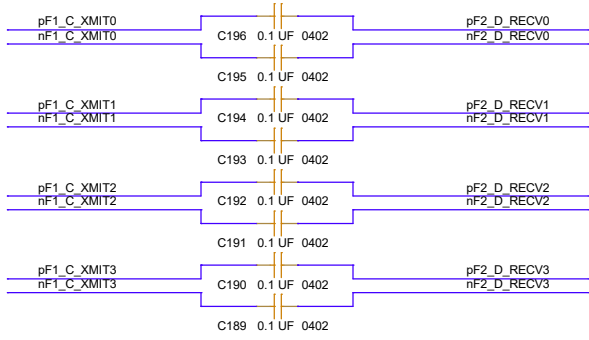 pF1_C_XMIT0 pF2_D_RECV0
nF1_C_XMIT0 C196 0.1 UF 0402 nF2_D_RECV0
C195 0.1 UF 0402
pF1_C_XMIT1 pF2_D_RECV1
nF1_C_XMIT1 C194 0.1 UF 0402 nF2_D_RECV1
C193 0.1 UF 0402
pF1_C_XMIT2 pF2_D_RECV2
nF1_C_XMIT2 C192 0.1 UF 0402 nF2_D_RECV2
C191 0.1 UF 0402
pF1_C_XMIT3 pF2_D_RECV3
nF1_C_XMIT3 C190 0.1 UF 0402 nF2_D_RECV3
C189 0.1 UF 0402